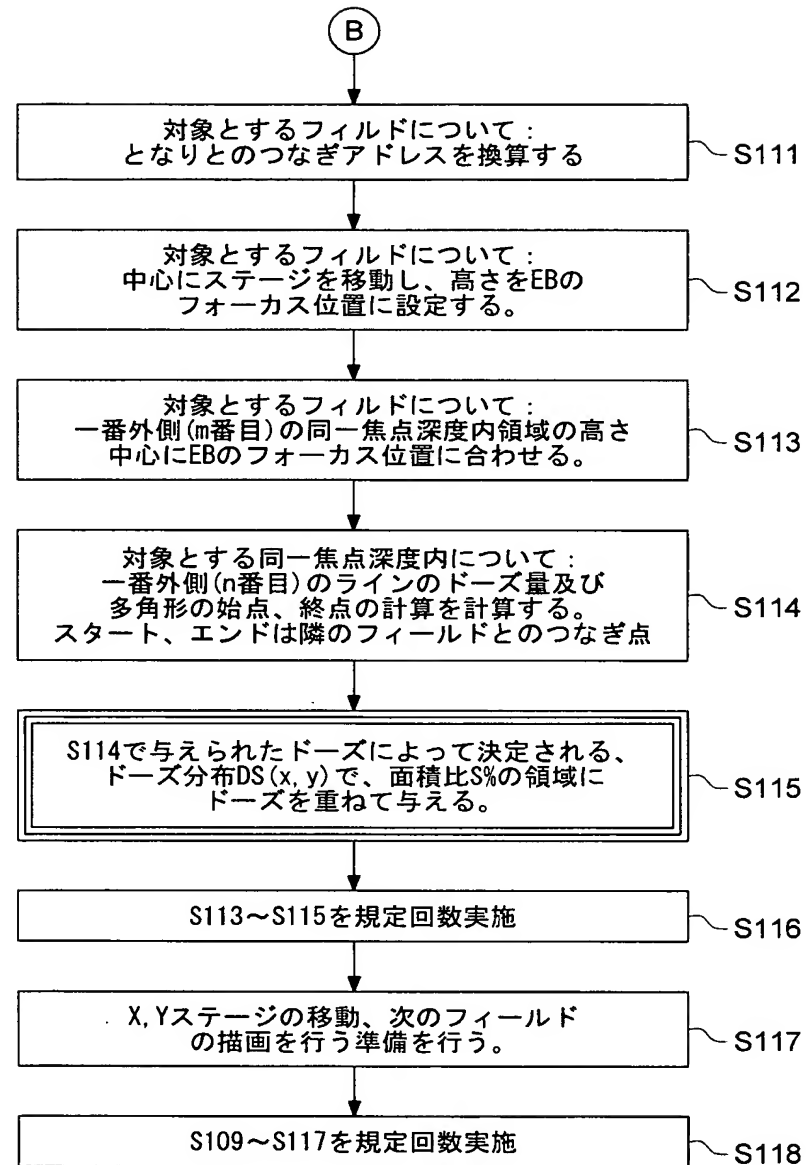 B
対象とするフィルドについて：
となりとのつなぎアドレスを換算する
S111
対象とするフィルドについて：
中心にステージを移動し、高さをEBの
フォーカス位置に設定する。
S112
対象とするフィルドについて：
一番外側(m番目)の同一焦点深度内領域の高さ
中心にEBのフォーカス位置に合わせる。
S113
対象とする同一焦点深度内について：
一番外側(n番目)のラインのドーズ量及び
多角形の始点、終点の計算を計算する。
スタート、エンドは隣のフィールドとのつなぎ点
S114
S114で与えられたドーズによって決定される、
ドーズ分布DS(x, y)で、面積比S%の領域に
ドーズを重ねて与える。
S115
S113～S115を規定回数実施
S116
X, Yステージの移動、次のフィールド
の描画を行う準備を行う。
S117
S109～S117を規定回数実施
S118